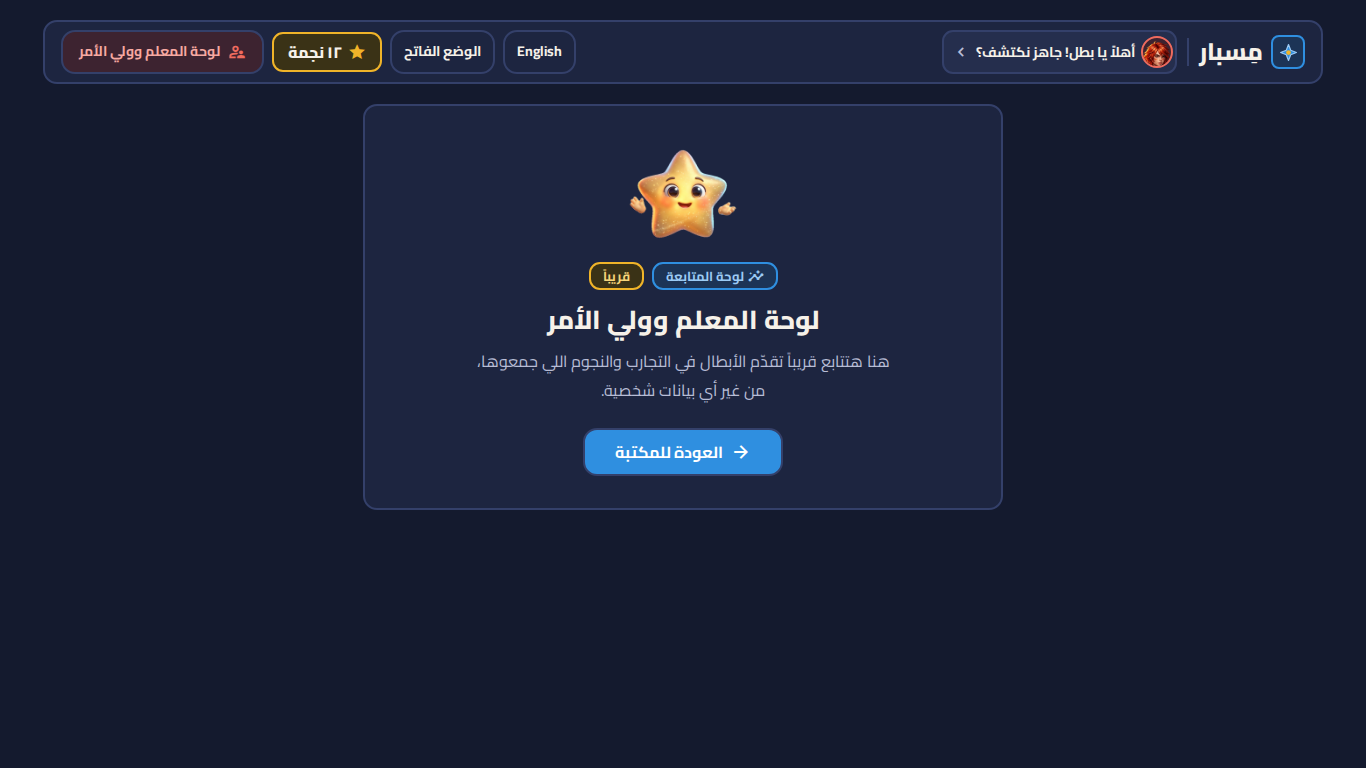 مِسبار
أهلاً يا بطل! جاهز نكتشف؟
English
الوضع الفاتح
١٢ نجمة
لوحة المعلم وولي الأمر
لوحة المتابعة
قريباً
لوحة المعلم وولي الأمر
هنا هتتابع قريباً تقدّم الأبطال في التجارب والنجوم اللي جمعوها،
من غير أي بيانات شخصية.
العودة للمكتبة